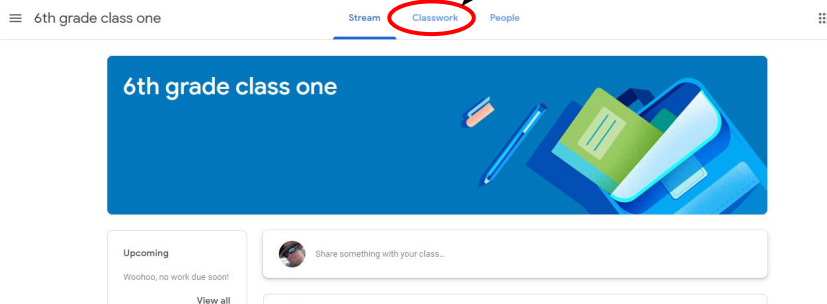 6th grade class one
Stream Classwork People
6th grade class one
Upcoming
Woohoo, no work due soon!
View all
Share something with your class...